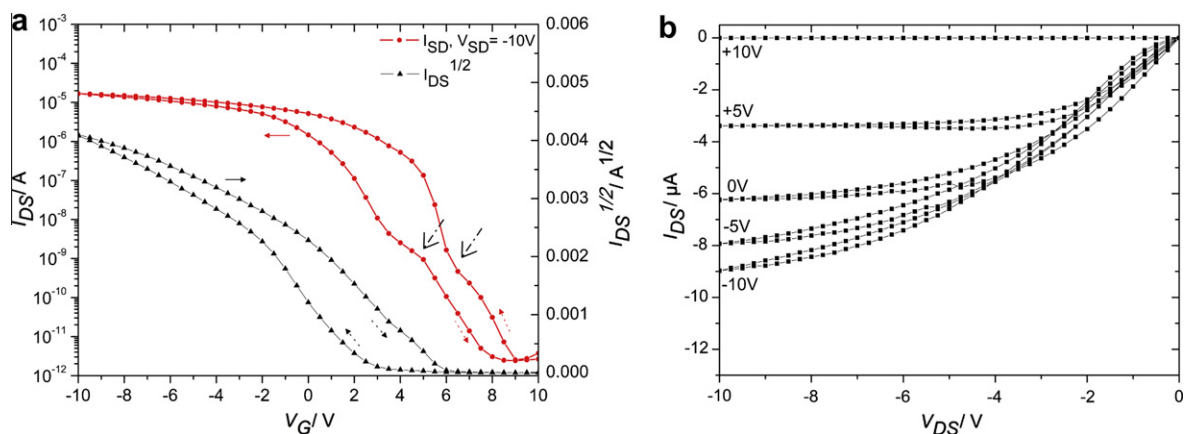 a
I_SD, V_SD= -10V
I_DS^1/2
10^-3
10^-4
10^-5
10^-6
10^-7
10^-8
10^-9
10^-10
10^-11
10^-12
I_DS/ A
0.006
0.005
0.004
0.003
0.002
0.001
0.000
I_DS^1/2/ A^1/2
-10 -8 -6 -4 -2 0 2 4 6 8 10
V_G/ V
b
0
-2
-4
-6
-8
-10
-12
I_DS/ µA
+10V
+5V
0V
-5V
-10V
-10 -8 -6 -4 -2 0
V_DS/ V